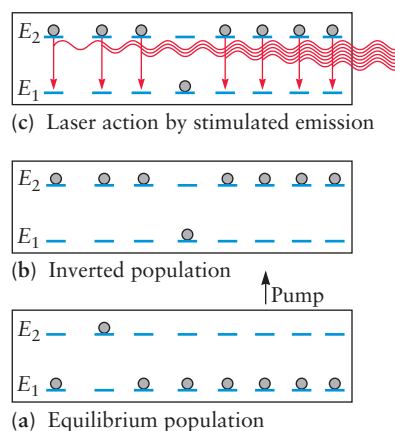 E₂
E₁
(c) Laser action by stimulated emission
E₂
E₁
(b) Inverted population
Pump
E₂
E₁
(a) Equilibrium population